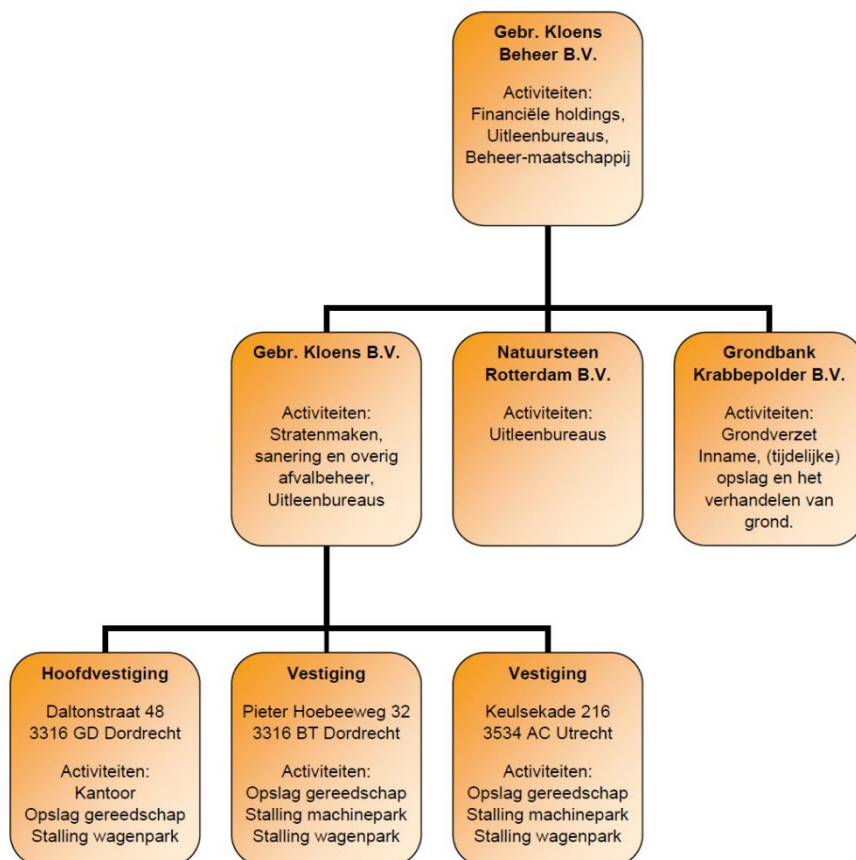 Gebr. Kloens
Beheer B.V.
Activiteiten:
Financiële holdings,
Uitleenbureaus,
Beheer-maatschappij
Gebr. Kloens B.V.
Activiteiten:
Stratenmaken,
sanering en overig
afvalbeheer,
Uitleenbureaus
Natuursteen
Rotterdam B.V.
Activiteiten:
Uitleenbureaus
Grondbank
Krabbepolder B.V.
Activiteiten:
Grondverzet
Inname, (tijdelijke)
opslag en het
verhandelen van
grond.
Hoofdvestiging
Daltonstraat 48
3316 GD Dordrecht
Activiteiten:
Kantoor
Opslag gereedschap
Stalling wagenpark
Vestiging
Pieter Hoebeeweg 32
3316 BT Dordrecht
Activiteiten:
Opslag gereedschap
Stalling machinepark
Stalling wagenpark
Vestiging
Keulsekade 216
3534 AC Utrecht
Activiteiten:
Opslag gereedschap
Stalling machinepark
Stalling wagenpark